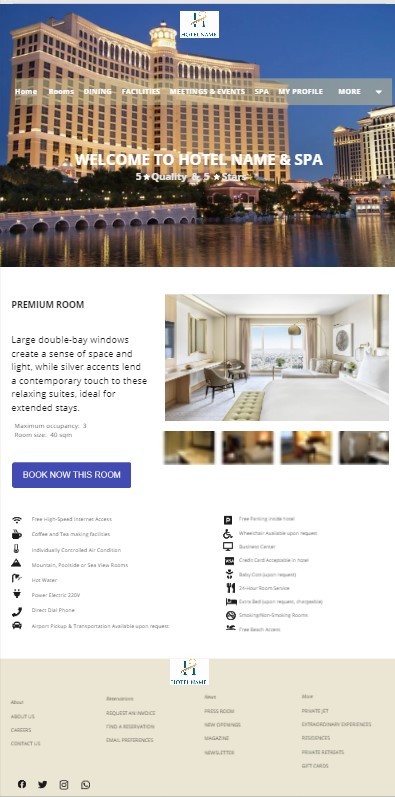 HOTEL NAME
Home Rooms DINING FACILITIES MEETINGS & EVENTS SPA MY PROFILE MORE
WELCOME TO HOTEL NAME & SPA
5★Quality & 5★Stars
PREMIUM ROOM
Large double-bay windows
create a sense of space and
light, while silver accents lend
a contemporary touch to these
relaxing suites, ideal for
extended stays.
Maximum occupancy: 3
Room size: 40 sqm
BOOK NOW THIS ROOM
Free High-Speed Internet Access
Coffee and Tea making facilities
Individually Controlled Air Condition
Mountain, Poolside or Sea View Rooms
Hot Water
Power Electric 220V
Direct Dial Phone
Airport Pickup & Transportation Available upon request
P Free Parking inside hotel
Wheelchair Available upon request
Business Center
VISA Credit Card Acceptable in hotel
Baby Cots(upon request)
24-Hour Room Service
Extra Bed(upon request, chargeable)
Smoking/Non-Smoking Rooms
Free Beach Access
HOTEL NAME
About
ABOUT US
CAREERS
CONTACT US
Reservations
REQUEST AN INVOICE
FIND A RESERVATION
EMAIL PREFERENCES
News
PRESS ROOM
NEW OPENINGS
MAGAZINE
NEWSLETTER
More
PRIVATE JET
EXTRAORDINARY EXPERIENCES
RESIDENCES
PRIVATE RETREATS
GIFT CARDS